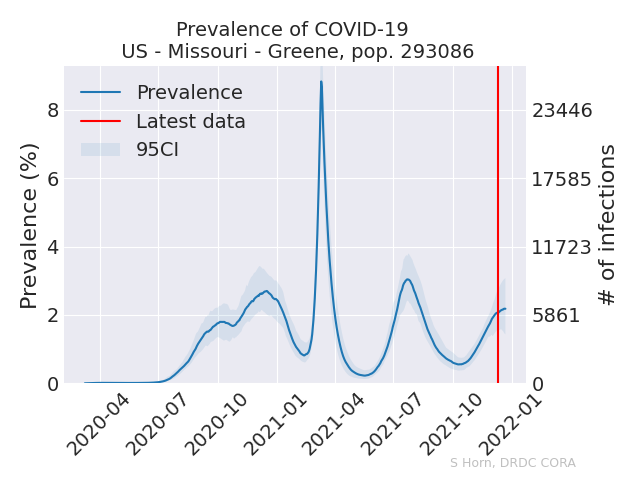 Prevalence of COVID-19
US - Missouri - Greene, pop. 293086
Prevalence
Latest data
95CI
Prevalence (%)
8
6
4
2
0
23446
17585
11723
5861
0
# of infections
2020-04
2020-07
2020-10
2021-01
2021-04
2021-07
2021-10
2022-01
S Horn, DRDC CORA